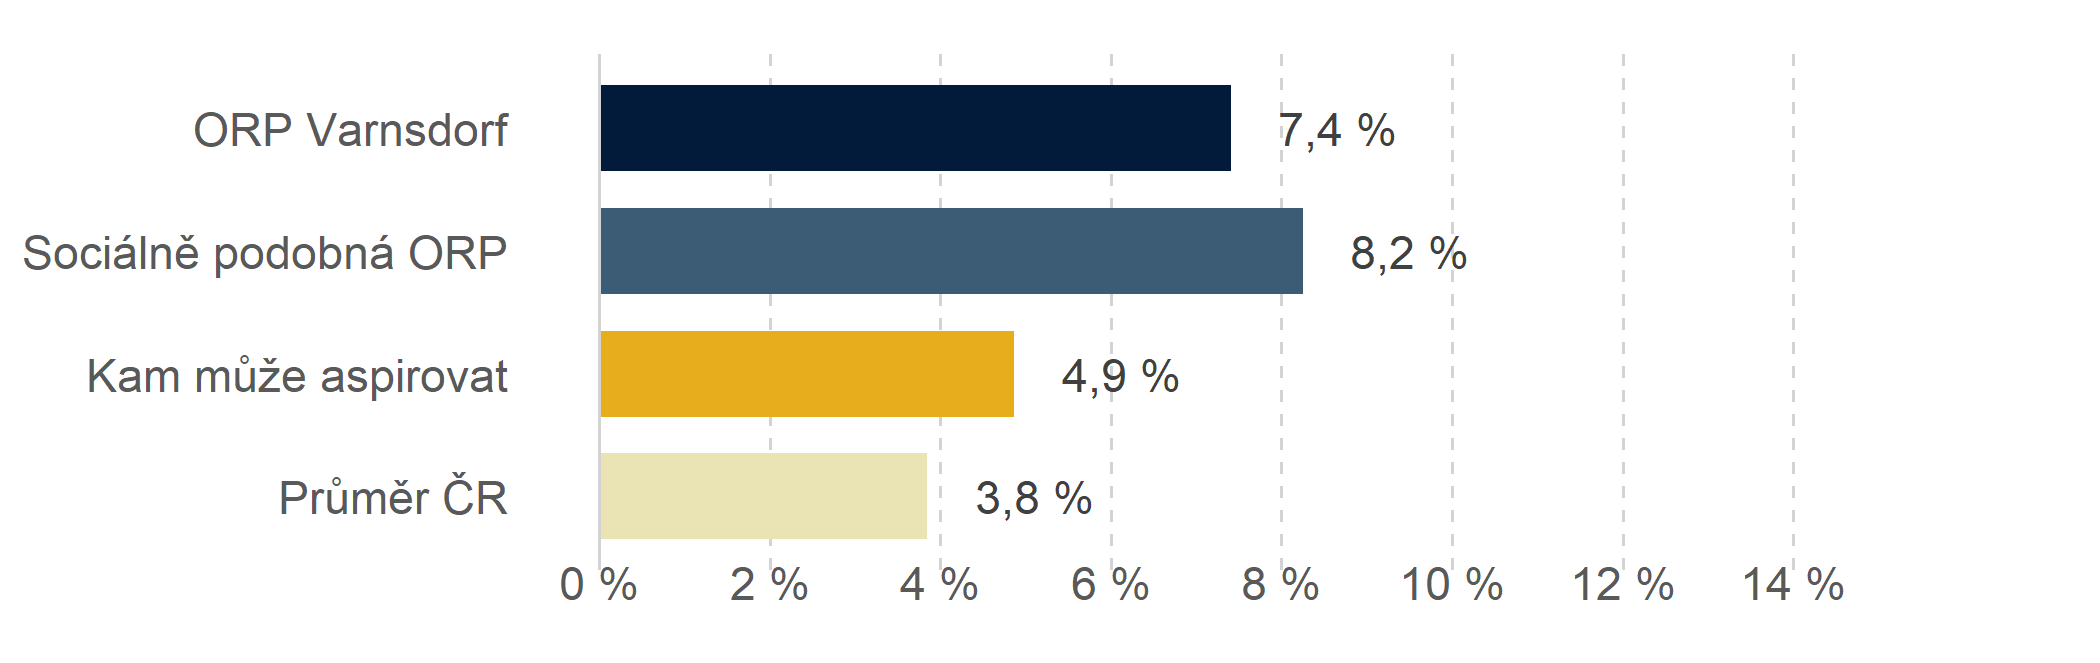 ORP Varnsdorf 7,4 %
Sociálně podobná ORP 8,2 %
Kam může aspirovat 4,9 %
Průměr ČR 3,8 %
0 % 2 % 4 % 6 % 8 % 10 % 12 % 14 %